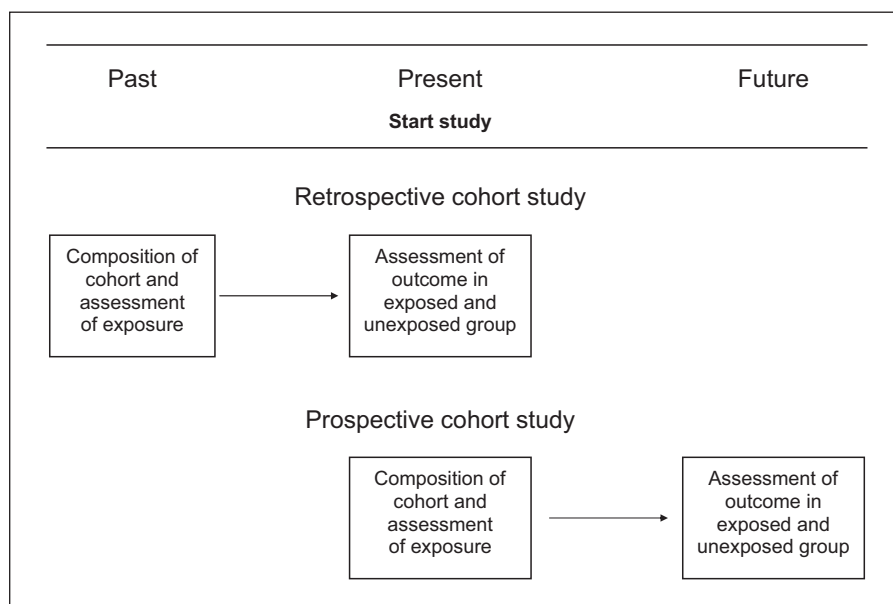 Past Present Future
Start study
Retrospective cohort study
Composition of
cohort and
assessment
of exposure
Assessment of
outcome in
exposed and
unexposed group
Prospective cohort study
Composition of
cohort and
assessment
of exposure
Assessment of
outcome in
exposed and
unexposed group